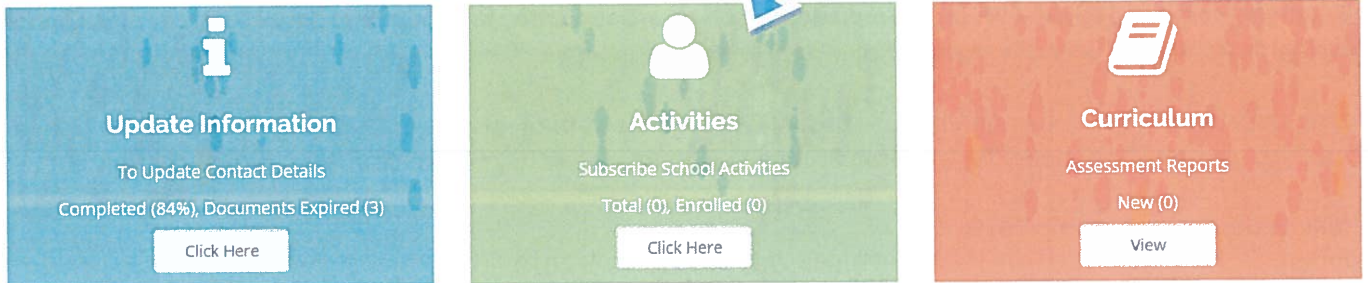 Update Information
To Update Contact Details
Completed (84%), Documents Expired (3)
Click Here
Activities
Subscribe School Activities
Total (0), Enrolled (0)
Click Here
Curriculum
Assessment Reports
New (0)
View